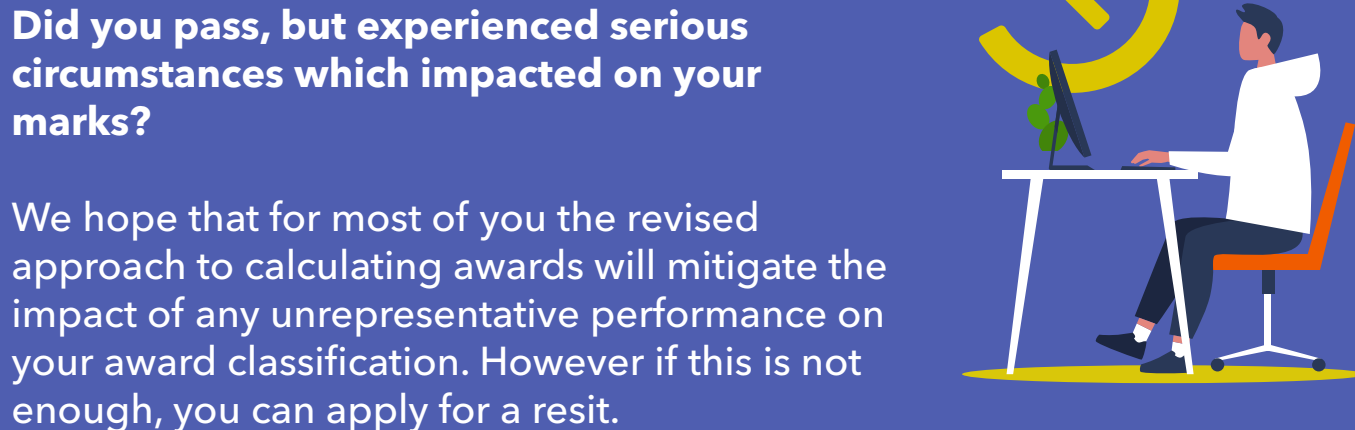 Did you pass, but experienced serious
circumstances which impacted on your
marks?
We hope that for most of you the revised
approach to calculating awards will mitigate the
impact of any unrepresentative performance on
your award classification. However if this is not
enough, you can apply for a resit.